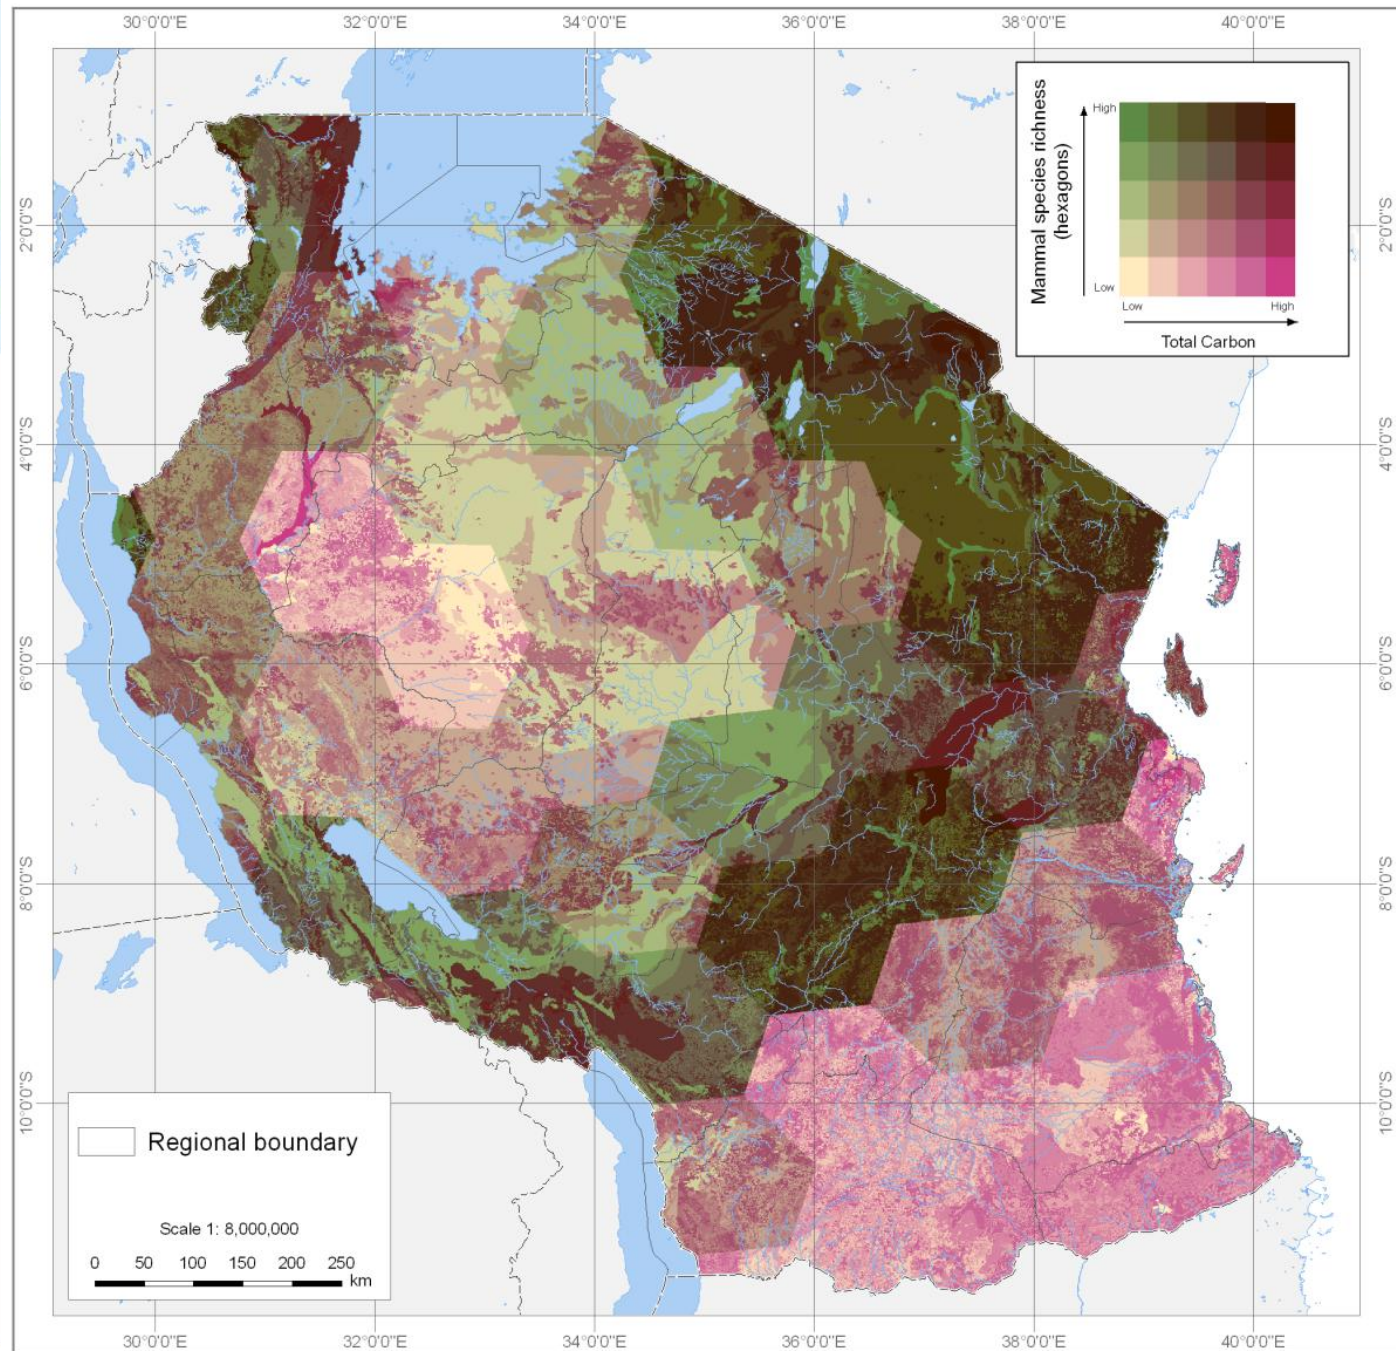 30°0'0"E 32°0'0"E 34°0'0"E 36°0'0"E 38°0'0"E 40°0'0"E
Mammal species richness
(hexagons)
High
Low
Low High
Total Carbon
2°0'0"S 2°0'0"S
4°0'0"S 4°0'0"S
6°0'0"S 6°0'0"S
8°0'0"S 8°0'0"S
10°0'0"S 10°0'0"S
Regional boundary
Scale 1: 8,000,000
0 50 100 150 200 250
km
30°0'0"E 32°0'0"E 34°0'0"E 36°0'0"E 38°0'0"E 40°0'0"E